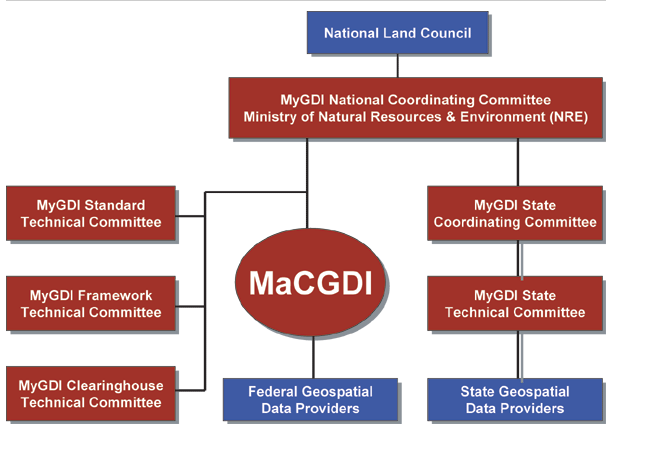 National Land Council
MyGDI National Coordinating Committee
Ministry of Natural Resources & Environment (NRE)
MyGDI Standard
Technical Committee
MyGDI State
Coordinating Committee
MaCGDI
MyGDI Framework
Technical Committee
MyGDI State
Technical Committee
MyGDI Clearinghouse
Technical Committee
Federal Geospatial
Data Providers
State Geospatial
Data Providers